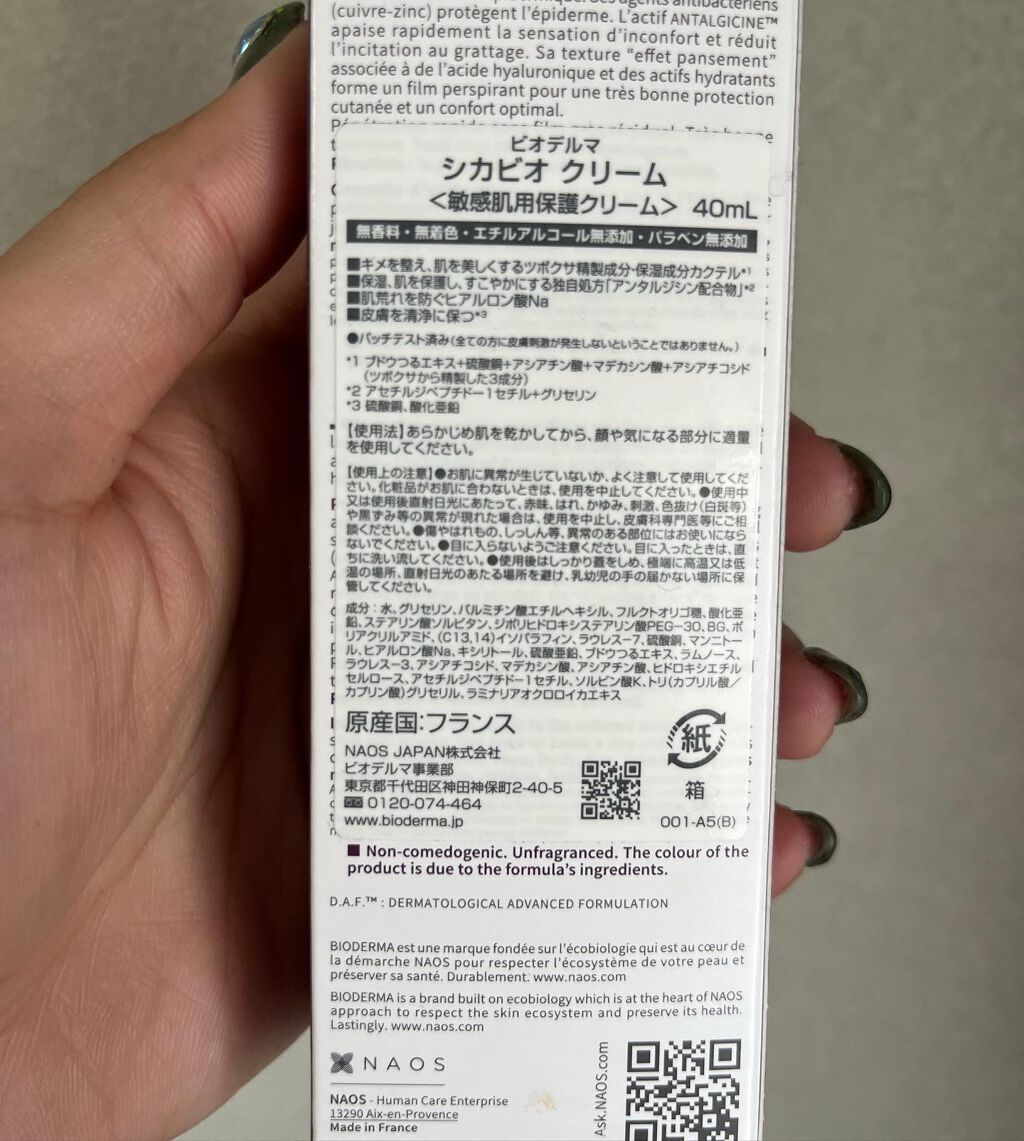 (cuivre-zinc) protègent l'épiderme. L'actif ANTALGICINE™
apaise rapidement la sensation d'inconfort et réduit
l'incitation au grattage. Sa texture "effet pansement"
associée à de l'acide hyaluronique et des actifs hydratants
forme un film perspirant pour une très bonne protection
cutanée et un confort optimal.
ビオデルマ
シカビオ クリーム
＜敏感肌用保護クリーム＞ 40mL
無香料・無着色・エチルアルコール無添加・パラベン無添加
■キメを整え、肌を美しくするツボクサ精製成分・保湿成分カクテル*1
■保湿、肌を保護し、すこやかにする独自処方「アンタルジシン配合物」*2
■肌荒れを防ぐヒアルロン酸Na
■皮膚を清浄に保つ*3
●パッチテスト済み(全ての方に皮膚刺激が発生しないということではありません。)
*1 ブドウつるエキス+硫酸銅+アシアチン酸+マデカシン酸+アシアチコシド
(ツボクサから精製した3成分)
*2 アセチルジペプチドー1セチル+グリセリン
*3 硫酸銅、酸化亜鉛
【使用法】あらかじめ肌を乾かしてから、顔や気になる部分に適量
を使用してください。
【使用上の注意】●お肌に異常が生じていないか、よく注意して使用してくだ
さい。化粧品がお肌に合わないときは、使用を中止してください。●使用中
又は使用後直射日光にあたって、赤味、はれ、かゆみ、刺激、色抜け(白斑等)
や黒ずみ等の異常が現れた場合は、使用を中止し、皮膚科専門医等にご相
談ください。●傷やはれもの、しっしん等、異常のある部位にはお使いになら
ないでください。●目に入らないようご注意ください。目に入ったときは、直
ちに洗い流してください。●使用後はしっかり蓋をしめ、極端に高温又は低
温の場所、直射日光のあたる場所を避け、乳幼児の手の届かない場所に保
管してください。
成分：水、グリセリン、パルミチン酸エチルヘキシル、フルクトオリゴ糖、酸化亜
鉛、ステアリン酸ソルビタン、ジポリヒドロキシステアリン酸PEG-30、BG、ポ
リアクリルアミド、(C13,14)イソパラフィン、ラウレス-7、硫酸銅、マンニトー
ル、ヒアルロン酸Na、キシリトール、硫酸亜鉛、ブドウつるエキス、ラムノース、
ラウレス-3、アシアチコシド、マデカシン酸、アシアチン酸、ヒドロキシエチル
セルロース、アセチルジペプチドー1セチル、ソルビン酸K、トリ(カプリル酸／
カプリン酸)グリセリル、ラミナリアオクロロイカエキス
原産国：フランス
NAOS JAPAN株式会社
ビオデルマ事業部
東京都千代田区神田神保町2-40-5
0120-074-464
www.bioderma.jp
紙
箱
001-A5(B)
■ Non-comedogenic. Unfragranced. The colour of the
product is due to the formula's ingredients.
D.A.F.™ : DERMATOLOGICAL ADVANCED FORMULATION
BIODERMA est une marque fondée sur l'écobiologie qui est au cœur de
la démarche NAOS pour respecter l'écosystème de votre peau et
préserver sa santé. Durablement. www.naos.com
BIODERMA is a brand built on ecobiology which is at the heart of NAOS
approach to respect the skin ecosystem and preserve its health.
Lastingly. www.naos.com
NAOS
NAOS - Human Care Enterprise
13290 Aix-en-Provence
Made in France
Ask.NAOS.com